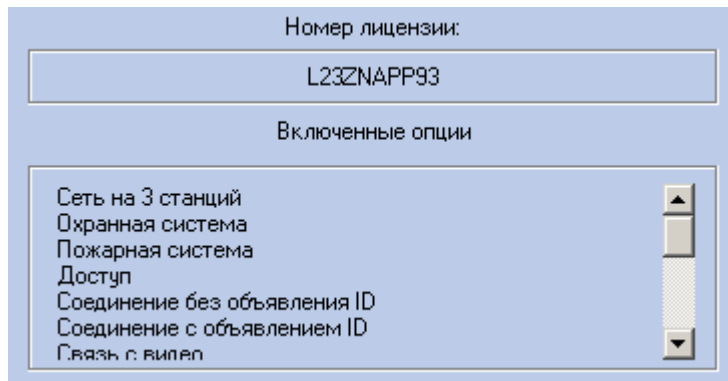 Номер лицензии:
L23ZNAPP93
Включенные опции
Сеть на 3 станций
Охранная система
Пожарная система
Доступ
Соединение без объявления ID
Соединение с объявлением ID
Связь с видео